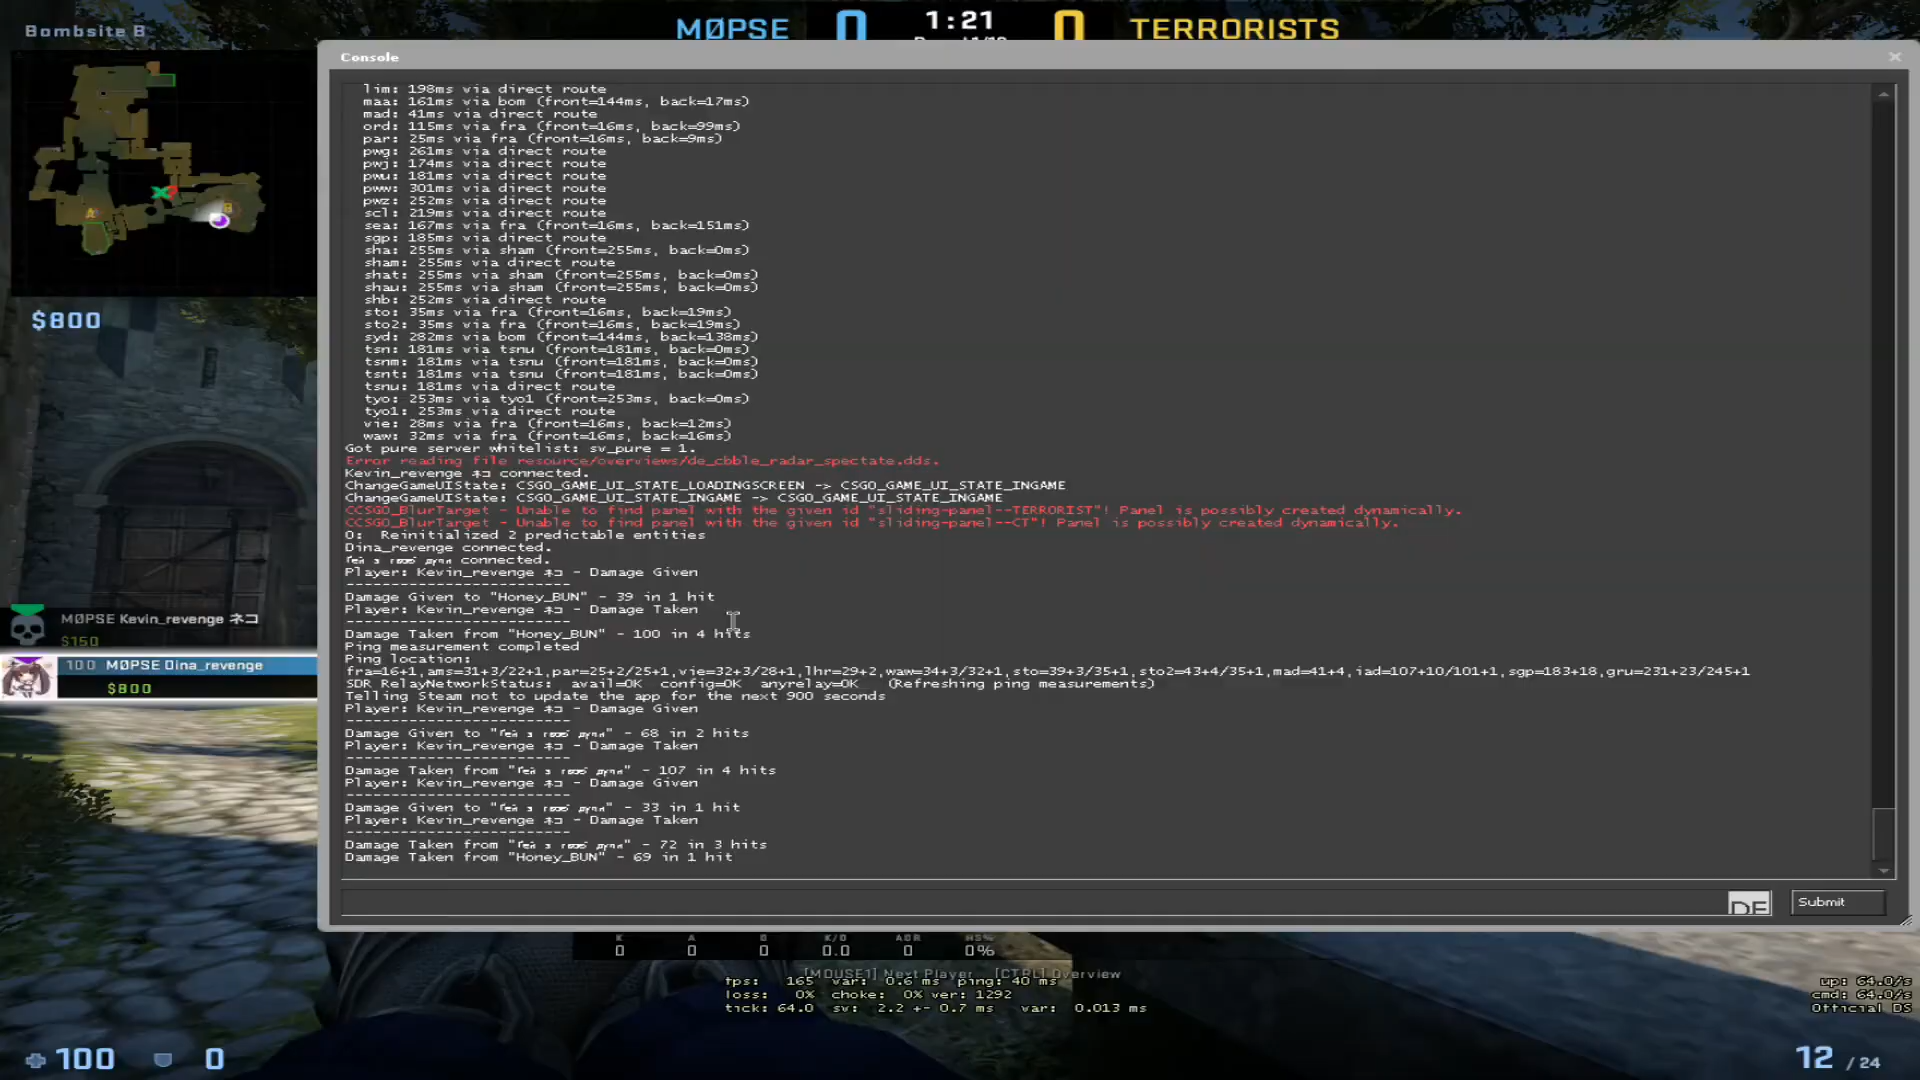 Bombsite B
MØPSE 0 1:21 0 TERRORISTS
Console
lim: 198ms via direct route
maa: 161ms via bom (front=144ms, back=17ms)
mad: 41ms via direct route
ord: 115ms via fra (front=16ms, back=99ms)
par: 25ms via fra (front=16ms, back=9ms)
pwg: 261ms via direct route
pwj: 174ms via direct route
pwu: 181ms via direct route
pww: 301ms via direct route
pwz: 252ms via direct route
scl: 219ms via direct route
sea: 167ms via fra (front=16ms, back=151ms)
sgp: 185ms via direct route
sha: 255ms via sham (front=255ms, back=0ms)
sham: 255ms via direct route
shat: 255ms via sham (front=255ms, back=0ms)
shau: 255ms via sham (front=255ms, back=0ms)
shb: 252ms via direct route
sto: 35ms via fra (front=16ms, back=19ms)
sto2: 35ms via fra (front=16ms, back=19ms)
syd: 282ms via bom (front=144ms, back=138ms)
tsn: 181ms via tsnu (front=181ms, back=0ms)
tsnm: 181ms via tsnu (front=181ms, back=0ms)
tsnt: 181ms via tsnu (front=181ms, back=0ms)
tsnu: 181ms via direct route
tyo: 253ms via tyo1 (front=253ms, back=0ms)
tyo1: 253ms via direct route
vie: 28ms via fra (front=16ms, back=12ms)
waw: 32ms via fra (front=16ms, back=16ms)
Got pure server whitelist: sv_pure = 1.
Error reading file resource/overviews/de_cbble_radar_spectate.dds.
Kevin_revenge ネコ connected.
ChangeGameUIState: CSGO_GAME_UI_STATE_LOADINGSCREEN -> CSGO_GAME_UI_STATE_INGAME
ChangeGameUIState: CSGO_GAME_UI_STATE_INGAME -> CSGO_GAME_UI_STATE_INGAME
CCSGO_BlurTarget - Unable to find panel with the given id "sliding-panel--TERRORIST"! Panel is possibly created dynamically.
CCSGO_BlurTarget - Unable to find panel with the given id "sliding-panel--CT"! Panel is possibly created dynamically.
0: Reinitialized 2 predictable entities
Dina_revenge connected.
connected.
Player: Kevin_revenge ネコ - Damage Given
-------------------------
Damage Given to "Honey_BUN" - 39 in 1 hit
Player: Kevin_revenge ネコ - Damage Taken
-------------------------
Damage Taken from "Honey_BUN" - 100 in 4 hits
Ping measurement completed
Ping location:
fra=16+1,ams=31+3/22+1,par=25+2/25+1,vie=32+3/28+1,lhr=29+2,waw=34+3/32+1,sto=39+3/35+1,sto2=43+4/35+1,mad=41+4,iad=107+10/101+1,sgp=183+18,gru=231+23/245+1
SDR RelayNetworkStatus: avail=OK config=OK anyrelay=OK (Refreshing ping measurements)
Telling Steam not to update the app for the next 900 seconds
Player: Kevin_revenge ネコ - Damage Given
-------------------------
Damage Given to " " - 68 in 2 hits
Player: Kevin_revenge ネコ - Damage Taken
-------------------------
Damage Taken from " " - 107 in 4 hits
Player: Kevin_revenge ネコ - Damage Given
-------------------------
Damage Given to " " - 33 in 1 hit
Player: Kevin_revenge ネコ - Damage Taken
-------------------------
Damage Taken from " " - 72 in 3 hits
Damage Taken from "Honey_BUN" - 69 in 1 hit
DE Submit
$800
MØPSE Kevin_revenge ネコ
$150
100 MØPSE Dina_revenge
$800
K A D K/D ADR HS%
0 0 0 0.0 0 0%
[MOUSE1] Next Player [CTRL] Overview
fps: 165 var: 0.6 ms ping: 40 ms
loss: 0% choke: 0% ver: 1292
tick: 64.0 sv: 2.2 +- 0.7 ms var: 0.013 ms
up: 64.0/s
cmd: 64.0/s
Official DS
100 0
12 / 24